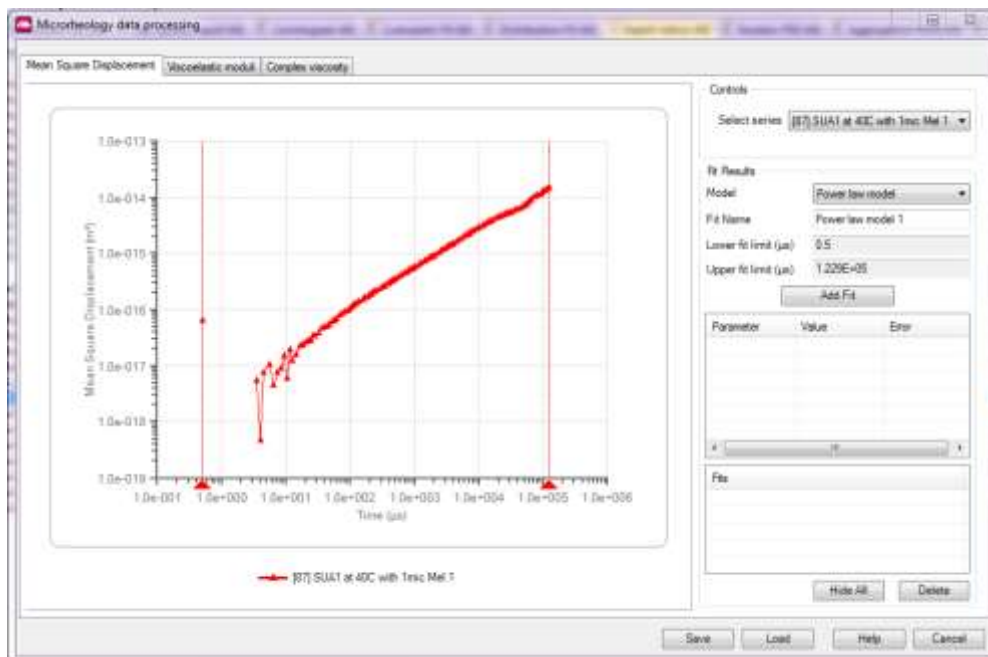 Microrheology data processing
Mean Square Displacement
Viscoelastic moduli
Complex viscosity
1.0e-013
1.0e-014
1.0e-015
1.0e-016
1.0e-017
1.0e-018
1.0e-019
Mean Square Displacement (m²)
1.0e-001 1.0e+000 1.0e+001 1.0e+002 1.0e+003 1.0e+004 1.0e+005 1.0e+006
Time (µs)
[87] SUA1 at 40C with 1mic Mel 1
Controls
Select series [87] SUA1 at 40C with 1mic Mel 1
Fit Results
Model Power law model
Fit Name Power law model 1
Lower fit limit (µs) 0.5
Upper fit limit (µs) 1.229E+05
Add Fit
Parameter Value Error
Fits
Hide All Delete
Save Load Help Cancel